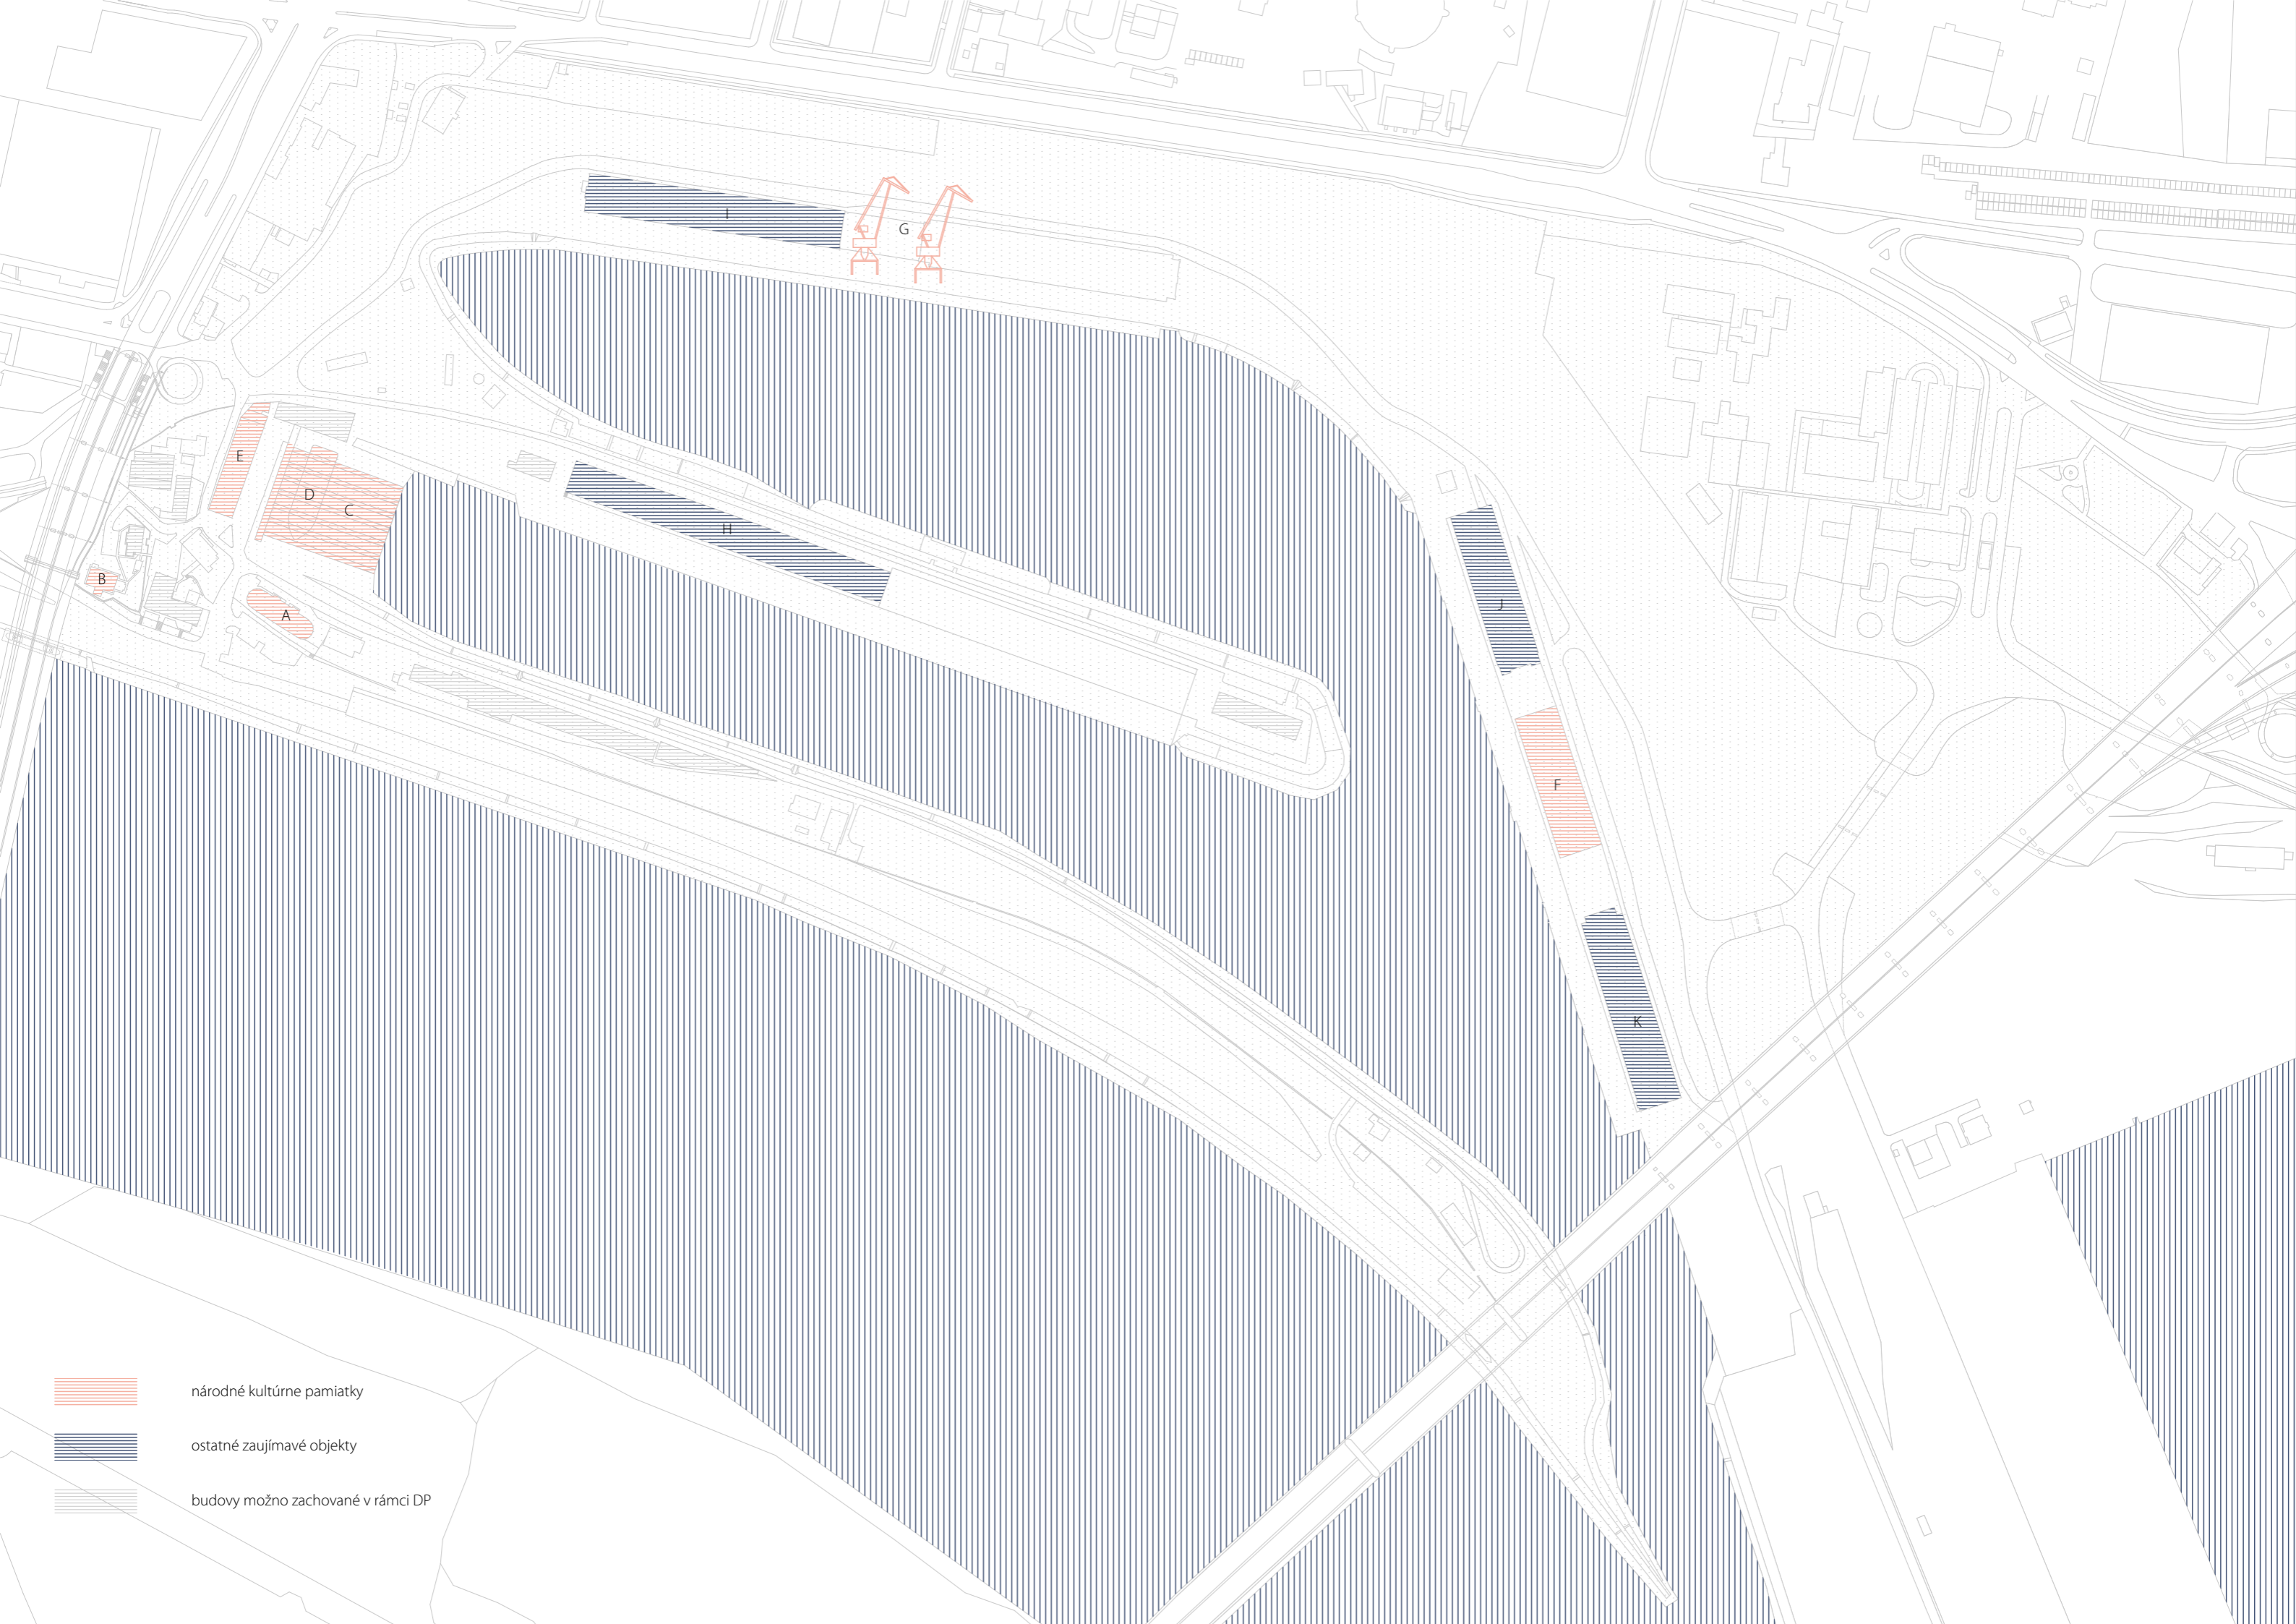 I
G
E
D
C
H
B
J
A
F
K
národné kultúrne pamiatky
ostatné zaujímavé objekty
budovy možno zachované v rámci DP